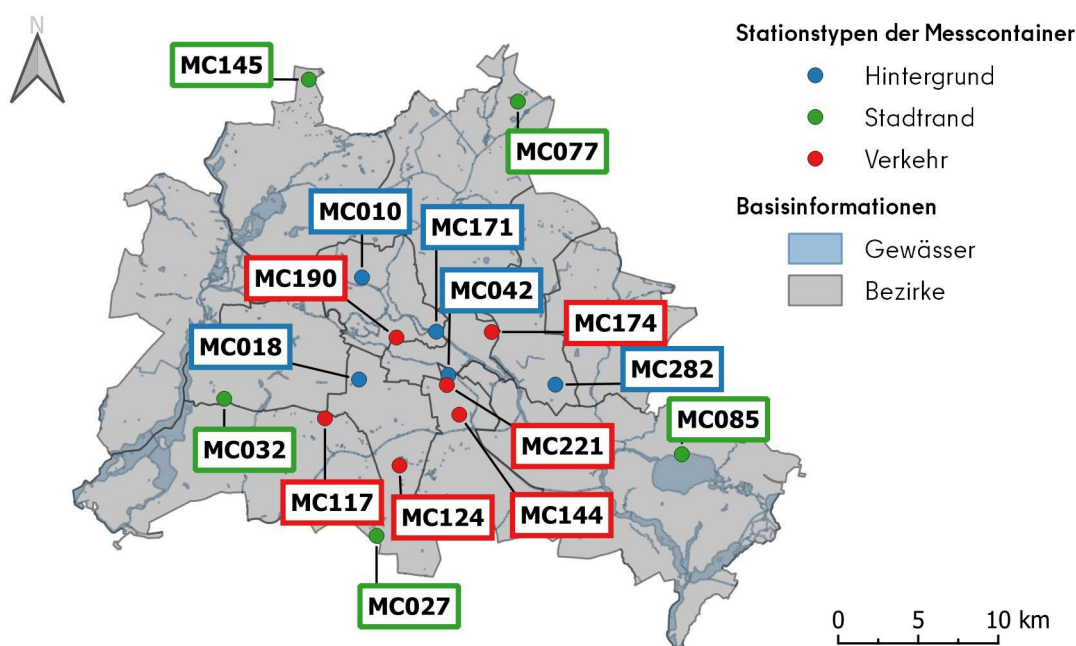 N
MC145
MC077
MC010
MC171
MC190
MC042
MC174
MC018
MC282
MC085
MC032
MC221
MC117
MC124
MC144
MC027
Stationstypen der Messcontainer
Hintergrund
Stadtrand
Verkehr
Basisinformationen
Gewässer
Bezirke
0 5 10 km